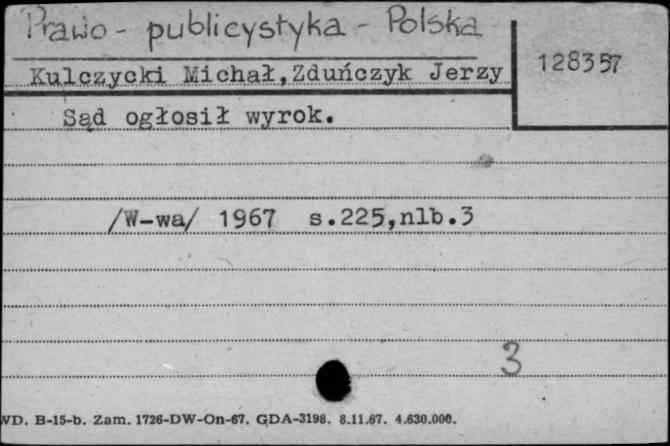 Prawo - publicystyka - Polska
Kulczycki Michał,Zduńczyk Jerzy
128357
Sąd ogłosił wyrok.
/W-wa/ 1967 s.225,nlb.3
3
WD. B-15-b. Zam. 1726-DW-On-67. GDA-3198. 8.11.67. 4.630.000.